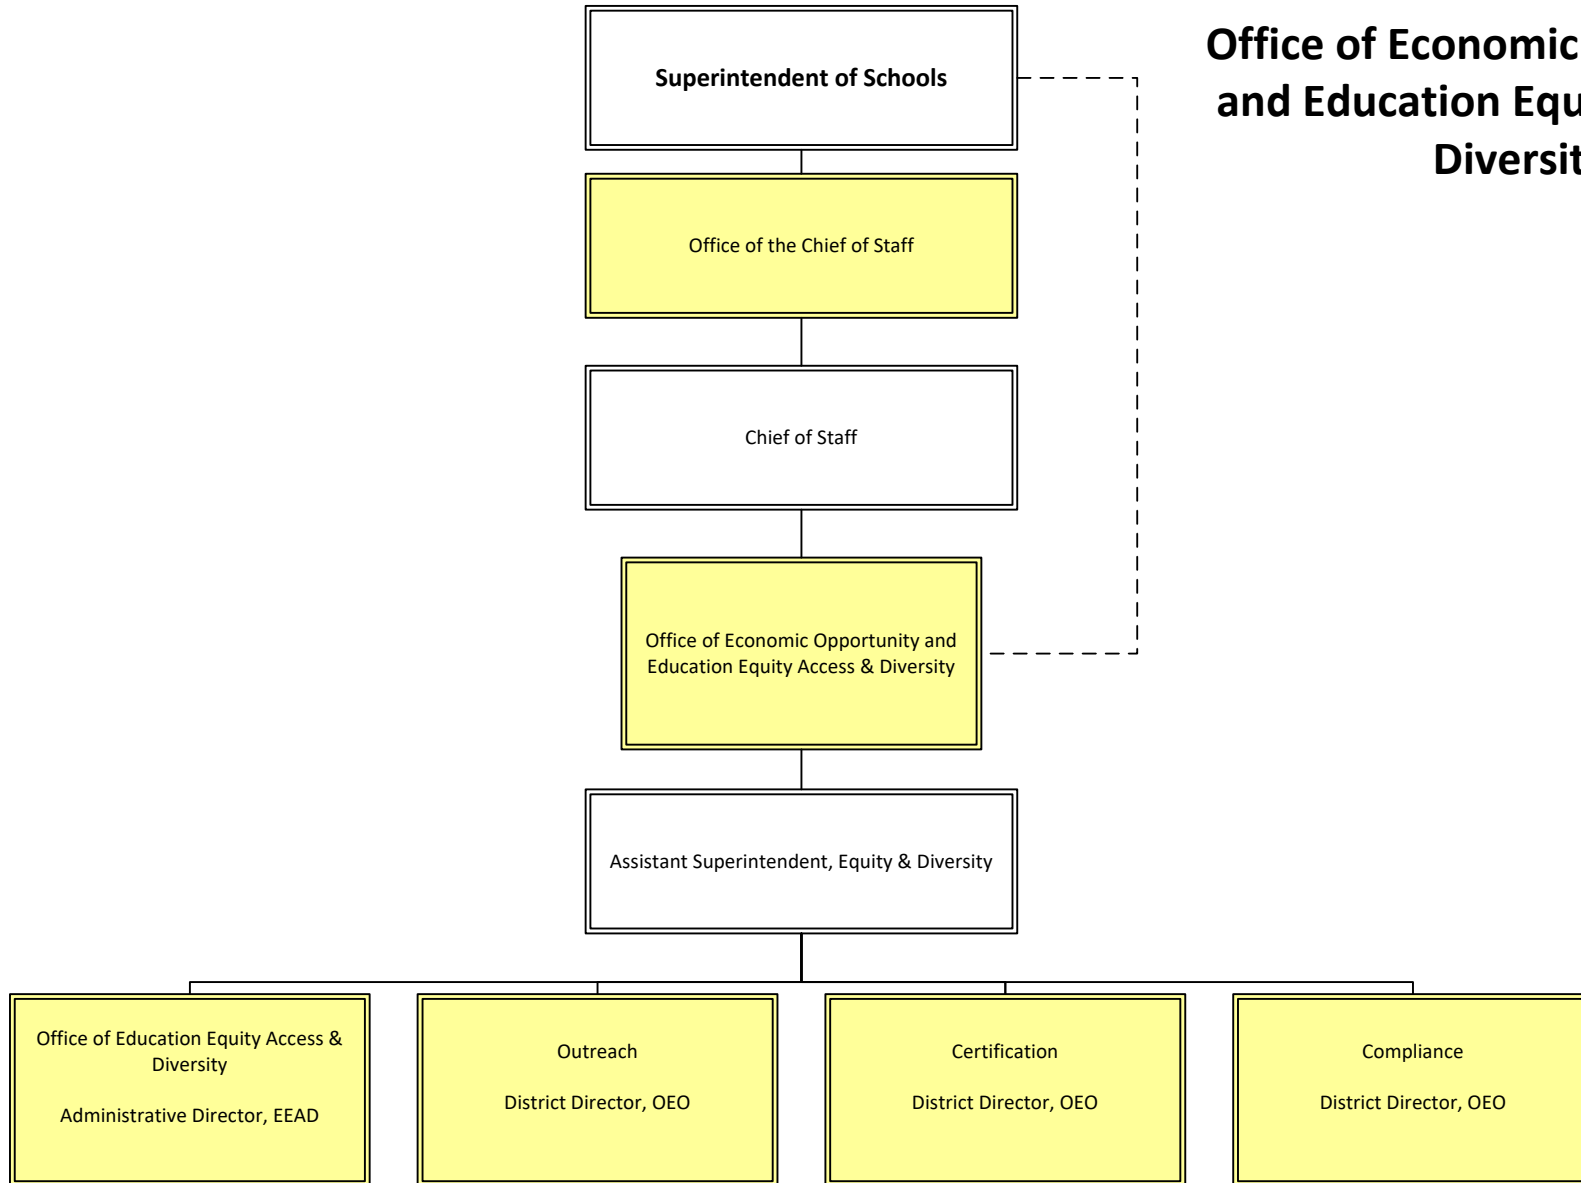 Superintendent of Schools
Office of Economic
and Education Equ
Diversit
Office of the Chief of Staff
Chief of Staff
Office of Economic Opportunity and
Education Equity Access & Diversity
Assistant Superintendent, Equity & Diversity
Office of Education Equity Access &
Diversity
Administrative Director, EEAD
Outreach
District Director, OEO
Certification
District Director, OEO
Compliance
District Director, OEO